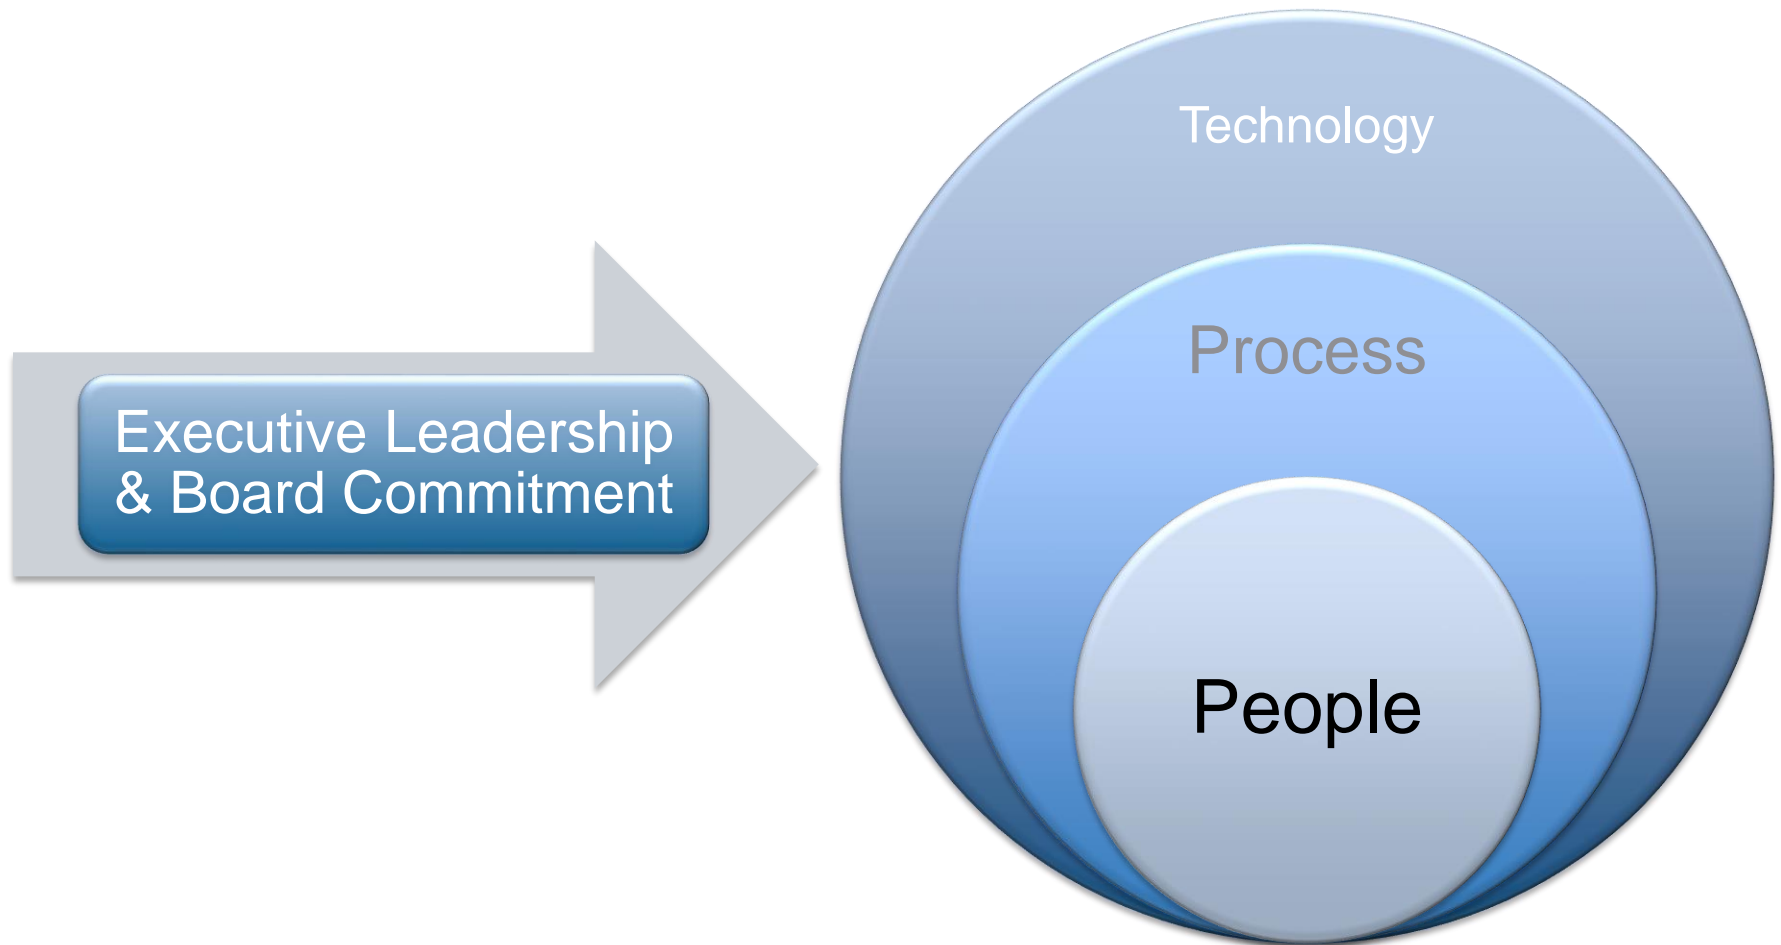 Executive Leadership
& Board Commitment
Technology
Process
People